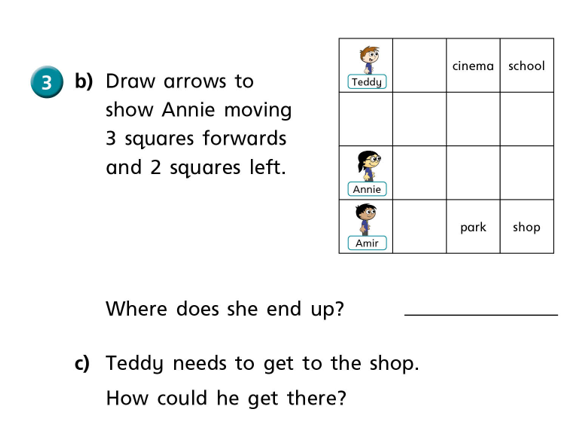 3 b) Draw arrows to
show Annie moving
3 squares forwards
and 2 squares left.
Teddy cinema school
Annie
Amir park shop
Where does she end up?
c) Teddy needs to get to the shop.
How could he get there?